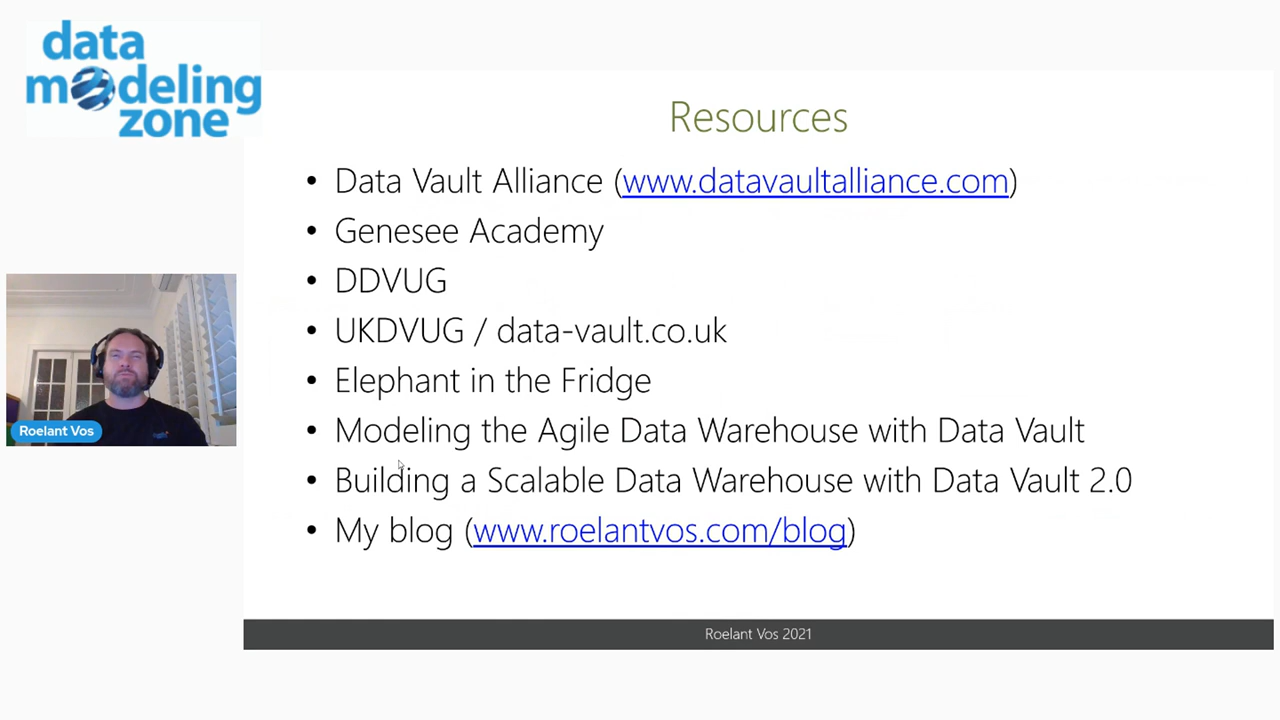 data
modeling
zone
Resources
• Data Vault Alliance (www.datavaultalliance.com)
• Genesee Academy
• DDVUG
• UKDVUG / data-vault.co.uk
• Elephant in the Fridge
• Modeling the Agile Data Warehouse with Data Vault
• Building a Scalable Data Warehouse with Data Vault 2.0
• My blog (www.roelantvos.com/blog)
Roelant Vos
Roelant Vos 2021